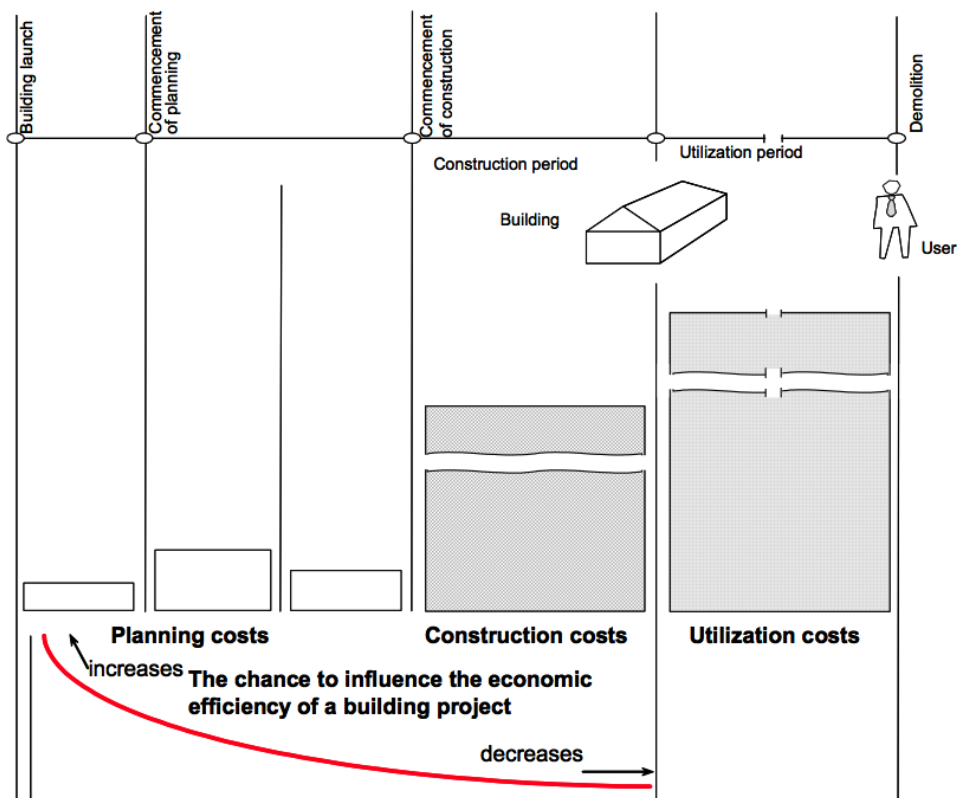 Building launch
Commencement
of planning
Commencement
of construction
Demolition
Construction period
Utilization period
Building
User
Planning costs
Construction costs
Utilization costs
increases
The chance to influence the economic
efficiency of a building project
decreases